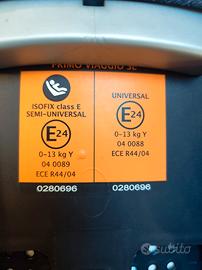 PRIMO VIAGGIO SL
ISOFIX class E
SEMI-UNIVERSAL
E24
0-13 kg Y
04 0089
ECE R44/04
0280696
UNIVERSAL
E24
0-13 kg Y
04 0088
ECE R44/04
0280696
subito